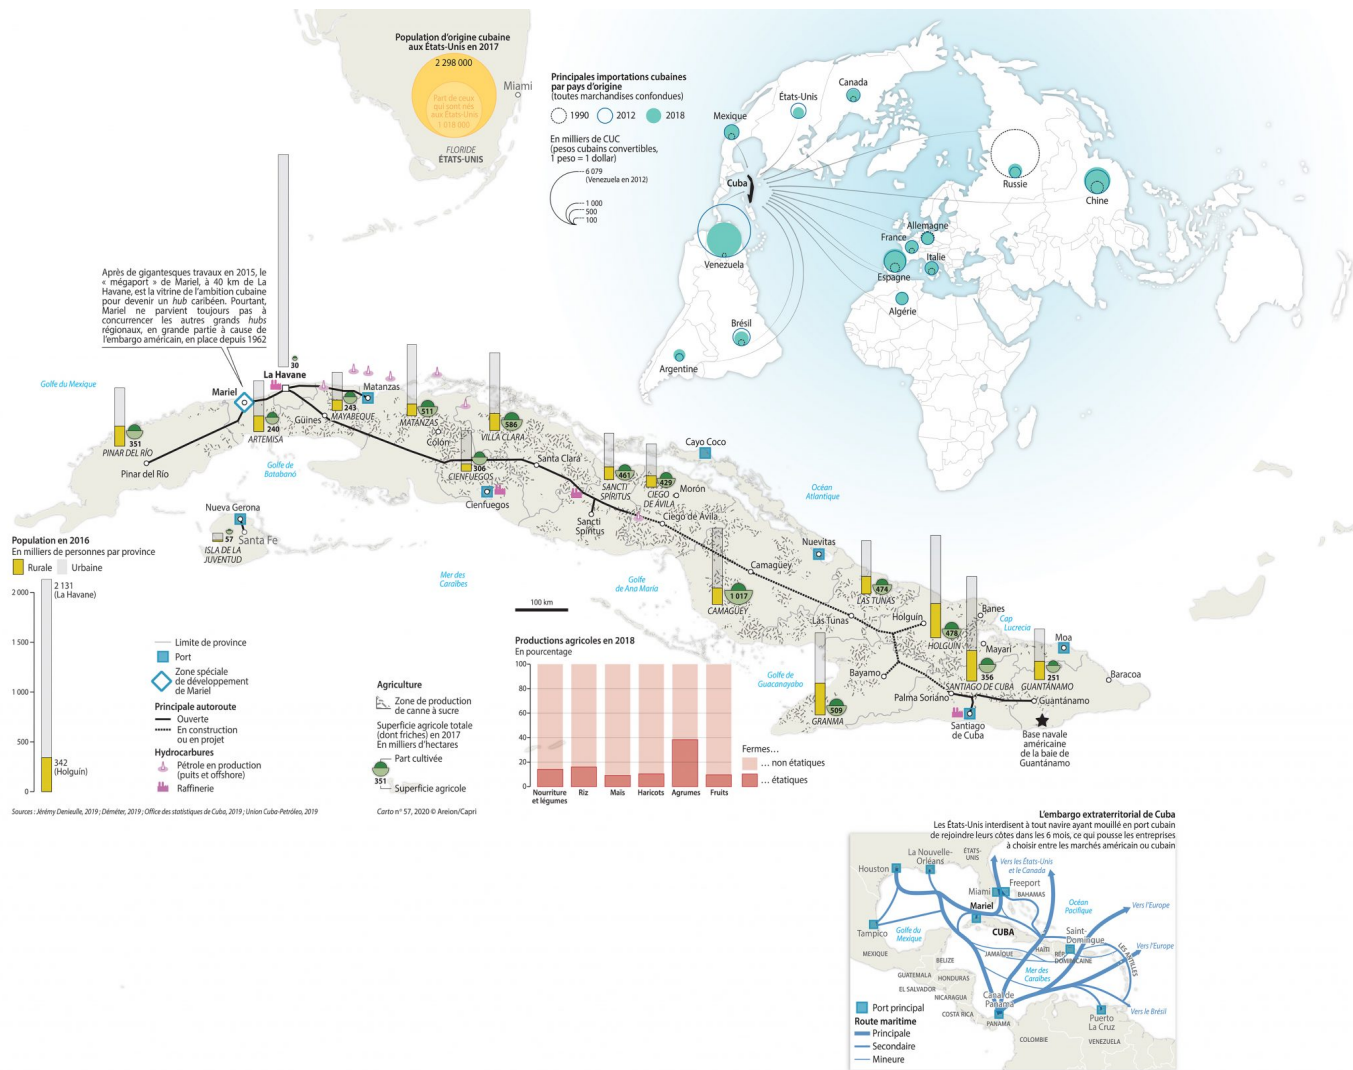 Population d'origine cubaine
aux États-Unis en 2017
2 298 000
Part de ceux
qui sont nés
aux États-Unis
1 018 000
Miami
FLORIDE
ÉTATS-UNIS
Principales importations cubaines
par pays d'origine
(toutes marchandises confondues)
1990
2012
2018
En milliers de CUC
(pesos cubains convertibles,
1 peso = 1 dollar)
6 079
(Venezuela en 2012)
1 000
500
100
Canada
États-Unis
Mexique
Cuba
Russie
Chine
Allemagne
France
Italie
Espagne
Algérie
Venezuela
Brésil
Argentine
Après de gigantesques travaux en 2015, le
« mégaport » de Mariel, à 40 km de La
Havane, est la vitrine de l'ambition cubaine
pour devenir un hub caribéen. Pourtant,
Mariel ne parvient toujours pas à
concurrencer les autres grands hubs
régionaux, en grande partie à cause de
l'embargo américain, en place depuis 1962
Golfe du Mexique
La Havane
30
Mariel
Matanzas
243
MAYABEQUE
240
ARTEMISA
Güines
351
PINAR DEL RÍO
Pinar del Río
511
MATANZAS
Colón
586
VILLA CLARA
306
CIENFUEGOS
Santa Clara
Cienfuegos
Golfe de
Batabanó
Nueva Gerona
57
Santa Fe
ISLA DE LA
JUVENTUD
461
SANCTI
SPÍRITUS
429
CIEGO
DE ÁVILA
Morón
Cayo Coco
Océan
Atlantique
Sancti
Spíritus
Ciego de Ávila
Nuevitas
Camagüey
1 017
CAMAGÜEY
Mer des
Caraïbes
Golfe
de Ana María
100 km
474
LAS TUNAS
Las Tunas
Holguín
478
HOLGUÍN
Banes
Cap
Lucrecia
Mayarí
Moa
356
SANTIAGO DE CUBA
251
GUANTÁNAMO
Baracoa
Guantánamo
Bayamo
Palma Soriano
Golfe de
Guacanayabo
509
GRANMA
Santiago
de Cuba
Base navale
américaine
de la baie de
Guantánamo
Population en 2016
En milliers de personnes par province
Rurale
Urbaine
2 131
(La Havane)
2 000
1 500
1 000
500
0
342
(Holguín)
Limite de province
Port
Zone spéciale
de développement
de Mariel
Principale autoroute
Ouverte
En construction
ou en projet
Hydrocarbures
Pétrole en production
(puits et offshore)
Raffinerie
Agriculture
Zone de production
de canne à sucre
Superficie agricole totale
(dont friches) en 2017
En milliers d'hectares
Part cultivée
351
Superficie agricole
Productions agricoles en 2018
En pourcentage
100
80
60
40
20
0
Nourriture
et légumes
Riz
Maïs
Haricots
Agrumes
Fruits
Fermes…
… non étatiques
… étatiques
Sources : Jérémy Denieulle, 2019 ; Déméter, 2019 ; Office des statistiques de Cuba, 2019 ; Union Cuba-Petróleo, 2019
Carto n° 57, 2020 © Areion/Capri
L'embargo extraterritorial de Cuba
Les États-Unis interdisent à tout navire ayant mouillé en port cubain
de rejoindre leurs côtes dans les 6 mois, ce qui pousse les entreprises
à choisir entre les marchés américain ou cubain
Houston
La Nouvelle-
Orléans
ÉTATS-
UNIS
Vers les États-Unis
et le Canada
Miami
Freeport
BAHAMAS
Mariel
Océan
Pacifique
Vers l'Europe
Tampico
Golfe du
Mexique
CUBA
Saint-
Domingue
Vers l'Europe
MEXIQUE
BELIZE
JAMAÏQUE
HAÏTI
RÉP.
DOMINICAINE
LES ANTILLES
GUATEMALA
HONDURAS
Mer des
Caraïbes
EL SALVADOR
NICARAGUA
Canal de
Panamá
COSTA RICA
PANAMA
Vers le Brésil
Puerto
La Cruz
COLOMBIE
VENEZUELA
Port principal
Route maritime
Principale
Secondaire
Mineure